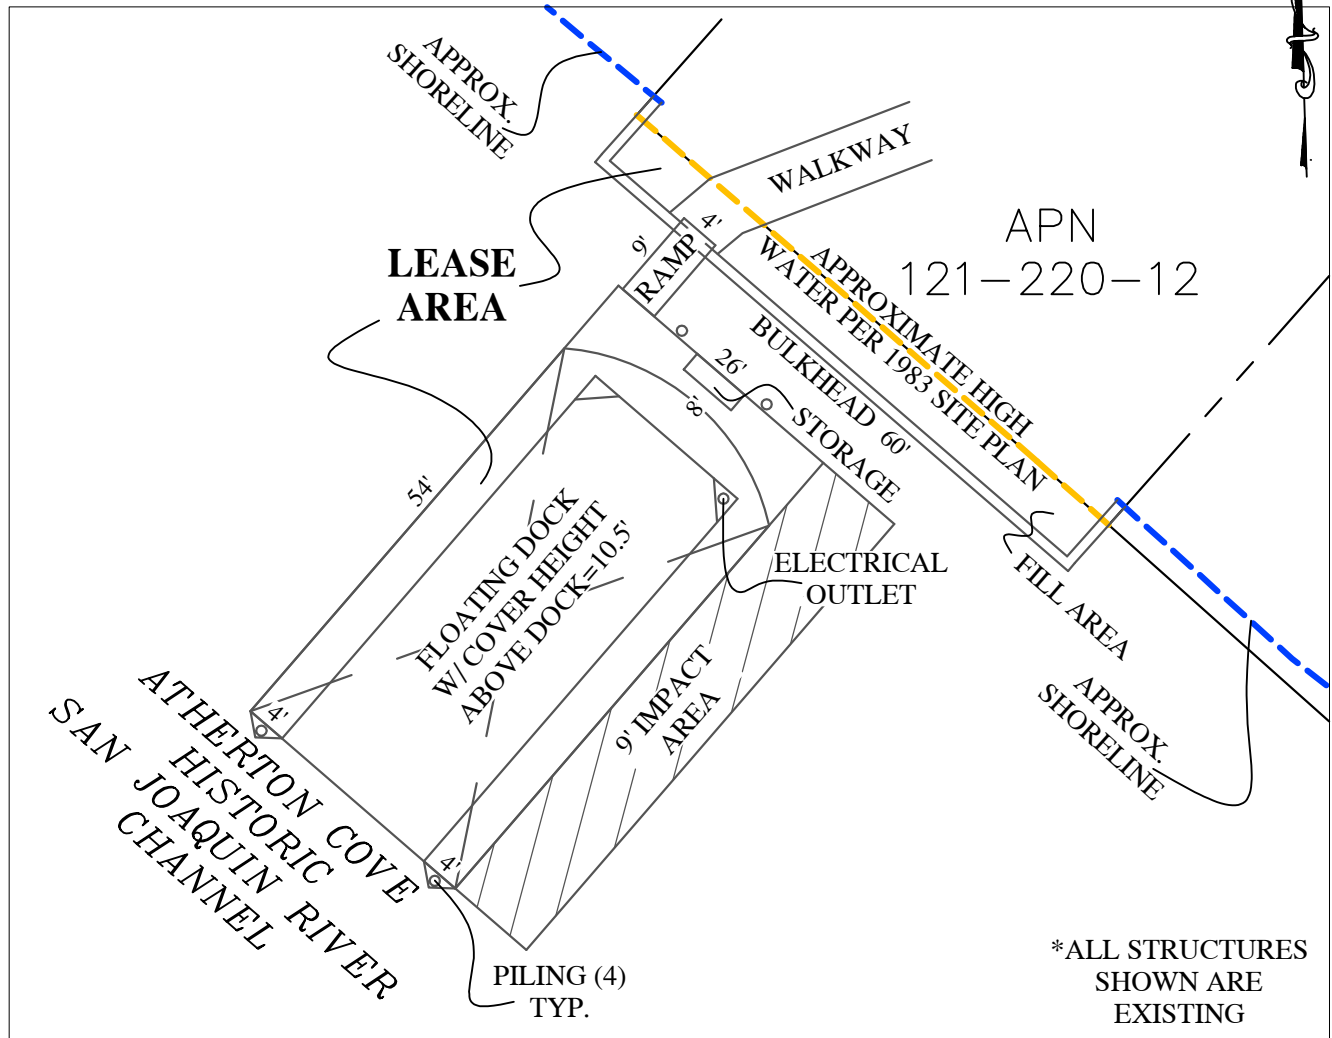 APPROX.
SHORELINE
WALKWAY
APN
121-220-12
LEASE
AREA
4'
9'
RAMP
APPROXIMATE HIGH
WATER PER 1983 SITE PLAN
BULKHEAD 60'
26'
8'
STORAGE
54'
FLOATING DOCK
W/ COVER HEIGHT
ABOVE DOCK=10.5'
ELECTRICAL
OUTLET
FILL AREA
9' IMPACT
AREA
APPROX.
SHORELINE
4'
4'
ATHERTON COVE
HISTORIC
SAN JOAQUIN RIVER
CHANNEL
PILING (4)
TYP.
*ALL STRUCTURES
SHOWN ARE
EXISTING